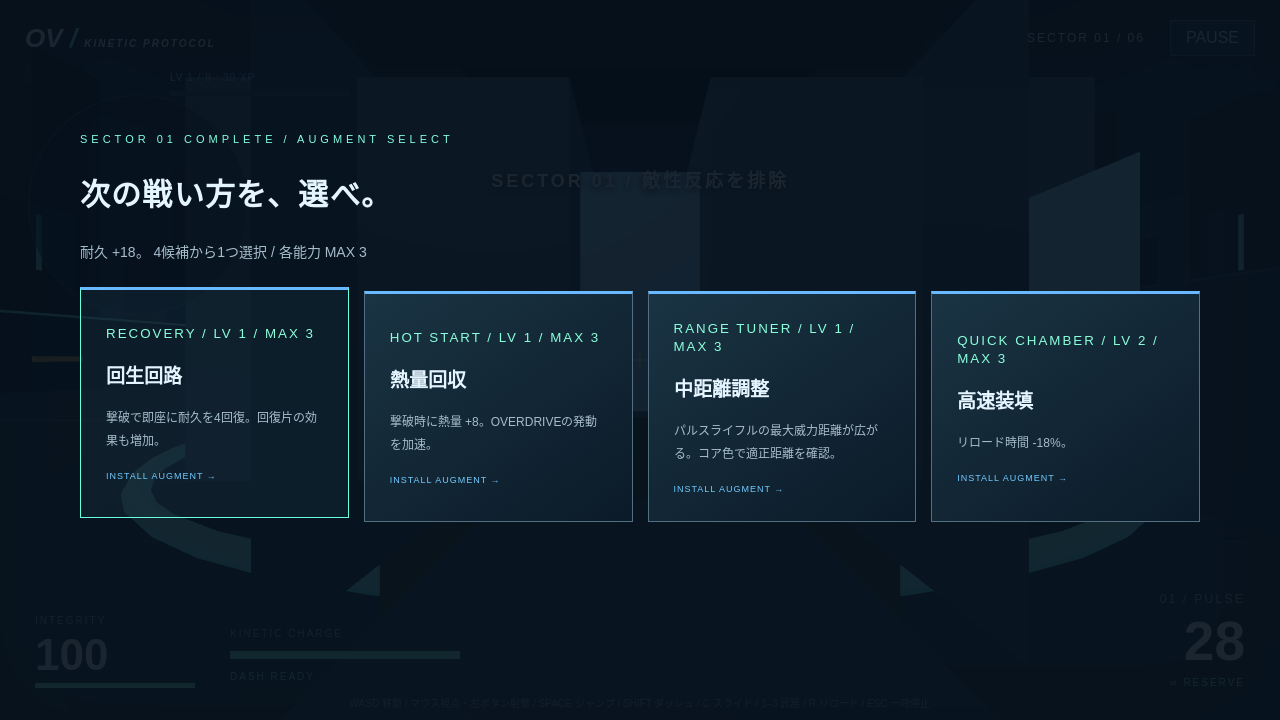 OV / KINETIC PROTOCOL
SECTOR 01 / 06
PAUSE
SECTOR 01 COMPLETE / AUGMENT SELECT
SECTOR 01 / 敵性反応を排除
次の戦い方を、選べ。
耐久 +18。 4候補から1つ選択 / 各能力 MAX 3
RECOVERY / LV 1 / MAX 3
回生回路
撃破で即座に耐久を4回復。回復片の効
果も増加。
INSTALL AUGMENT →
HOT START / LV 1 / MAX 3
熱量回収
撃破時に熱量 +8。OVERDRIVEの発動
を加速。
INSTALL AUGMENT →
RANGE TUNER / LV 1 /
MAX 3
中距離調整
パルスライフルの最大威力距離が広が
る。コア色で適正距離を確認。
INSTALL AUGMENT →
QUICK CHAMBER / LV 2 /
MAX 3
高速装填
リロード時間 -18%。
INSTALL AUGMENT →
INTEGRITY
100
KINETIC CHARGE
DASH READY
01 / PULSE
28
∞ RESERVE